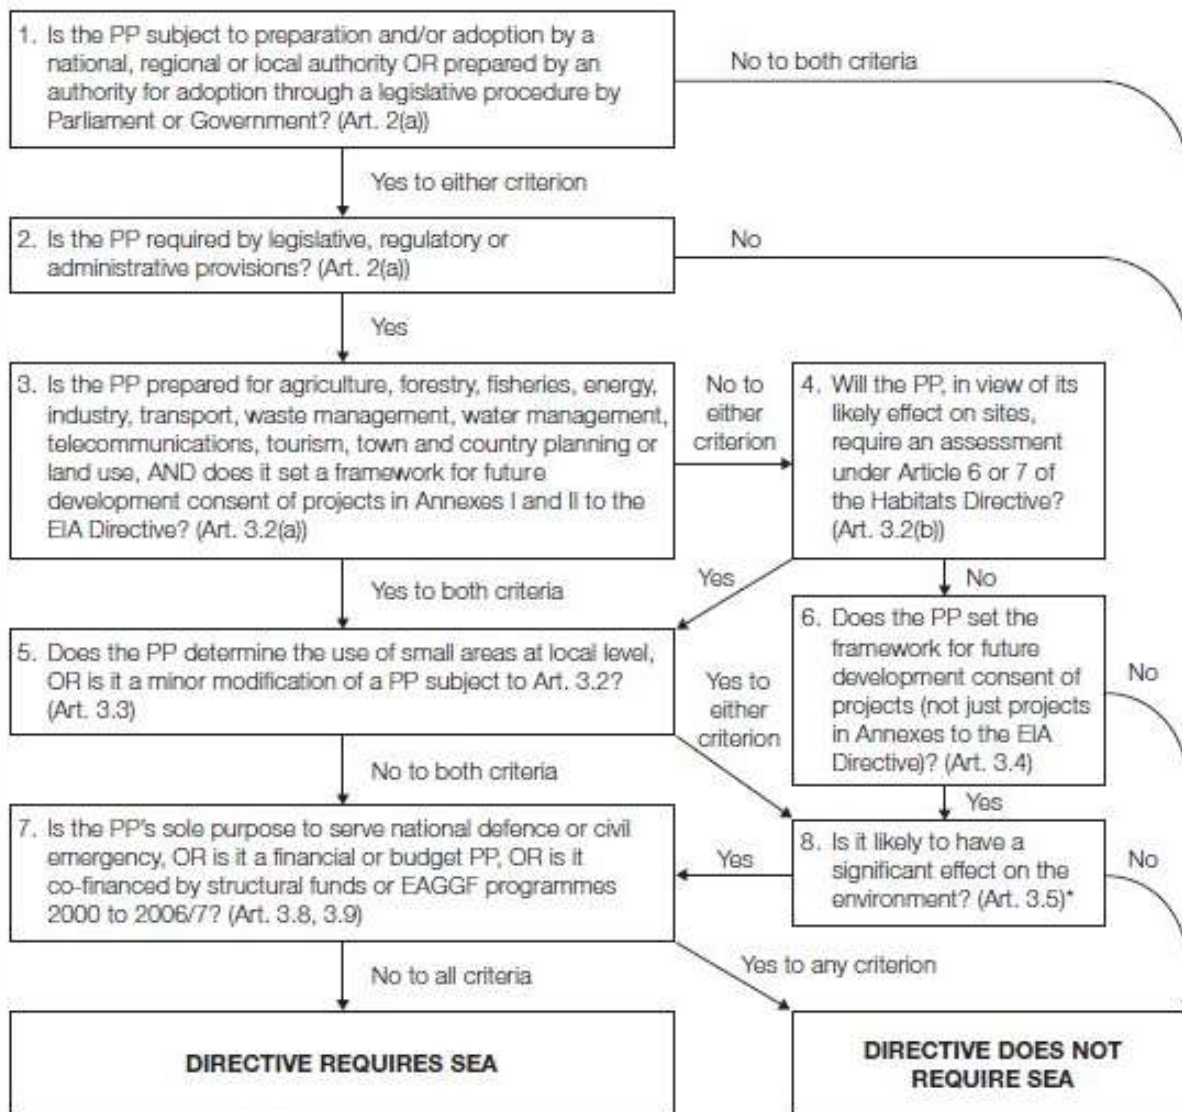 1. Is the PP subject to preparation and/or adoption by a
national, regional or local authority OR prepared by an
authority for adoption through a legislative procedure by
Parliament or Government? (Art. 2(a))
No to both criteria
Yes to either criterion
2. Is the PP required by legislative, regulatory or
administrative provisions? (Art. 2(a))
No
Yes
3. Is the PP prepared for agriculture, forestry, fisheries, energy,
industry, transport, waste management, water management,
telecommunications, tourism, town and country planning or
land use, AND does it set a framework for future
development consent of projects in Annexes I and II to the
EIA Directive? (Art. 3.2(a))
No to
either
criterion
4. Will the PP, in view of its
likely effect on sites,
require an assessment
under Article 6 or 7 of
the Habitats Directive?
(Art. 3.2(b))
Yes to both criteria
Yes
No
5. Does the PP determine the use of small areas at local level,
OR is it a minor modification of a PP subject to Art. 3.2?
(Art. 3.3)
Yes to
either
criterion
6. Does the PP set the
framework for future
development consent of
projects (not just projects
in Annexes to the EIA
Directive)? (Art. 3.4)
No
No to both criteria
Yes
7. Is the PP's sole purpose to serve national defence or civil
emergency, OR is it a financial or budget PP, OR is it
co-financed by structural funds or EAGGF programmes
2000 to 2006/7? (Art. 3.8, 3.9)
Yes
8. Is it likely to have a
significant effect on the
environment? (Art. 3.5)*
No
No to all criteria
Yes to any criterion
DIRECTIVE REQUIRES SEA
DIRECTIVE DOES NOT
REQUIRE SEA